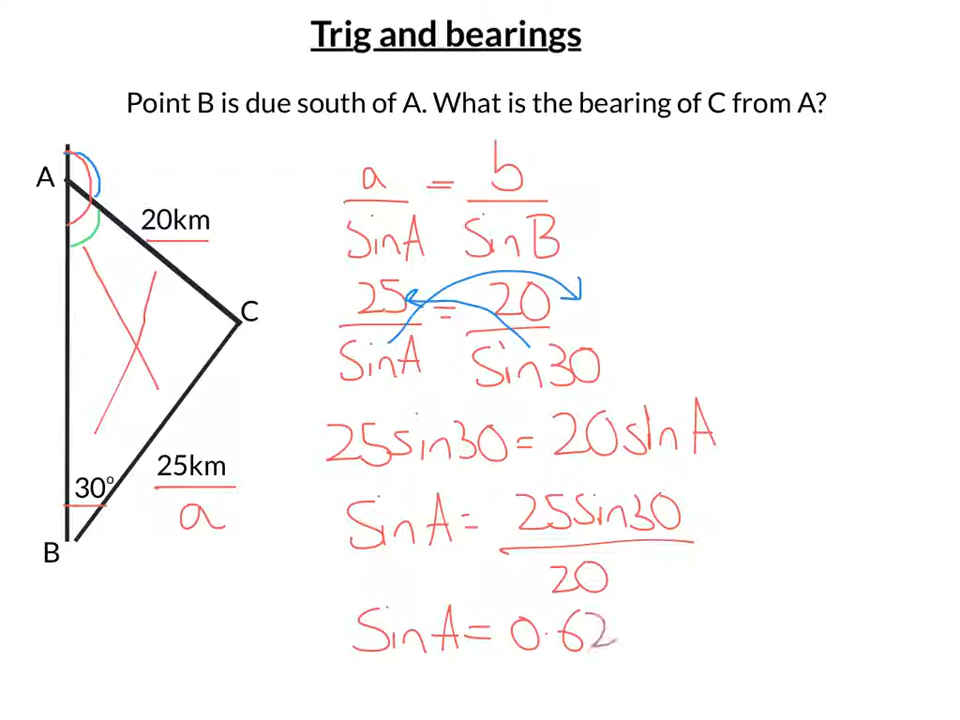 Trig and bearings
Point B is due south of A. What is the bearing of C from A?
A
20km
C
25km
a
30°
B
a/SinA = b/SinB
25/SinA = 20/Sin30
25sin30 = 20sinA
SinA = 25Sin30/20
SinA = 0.62